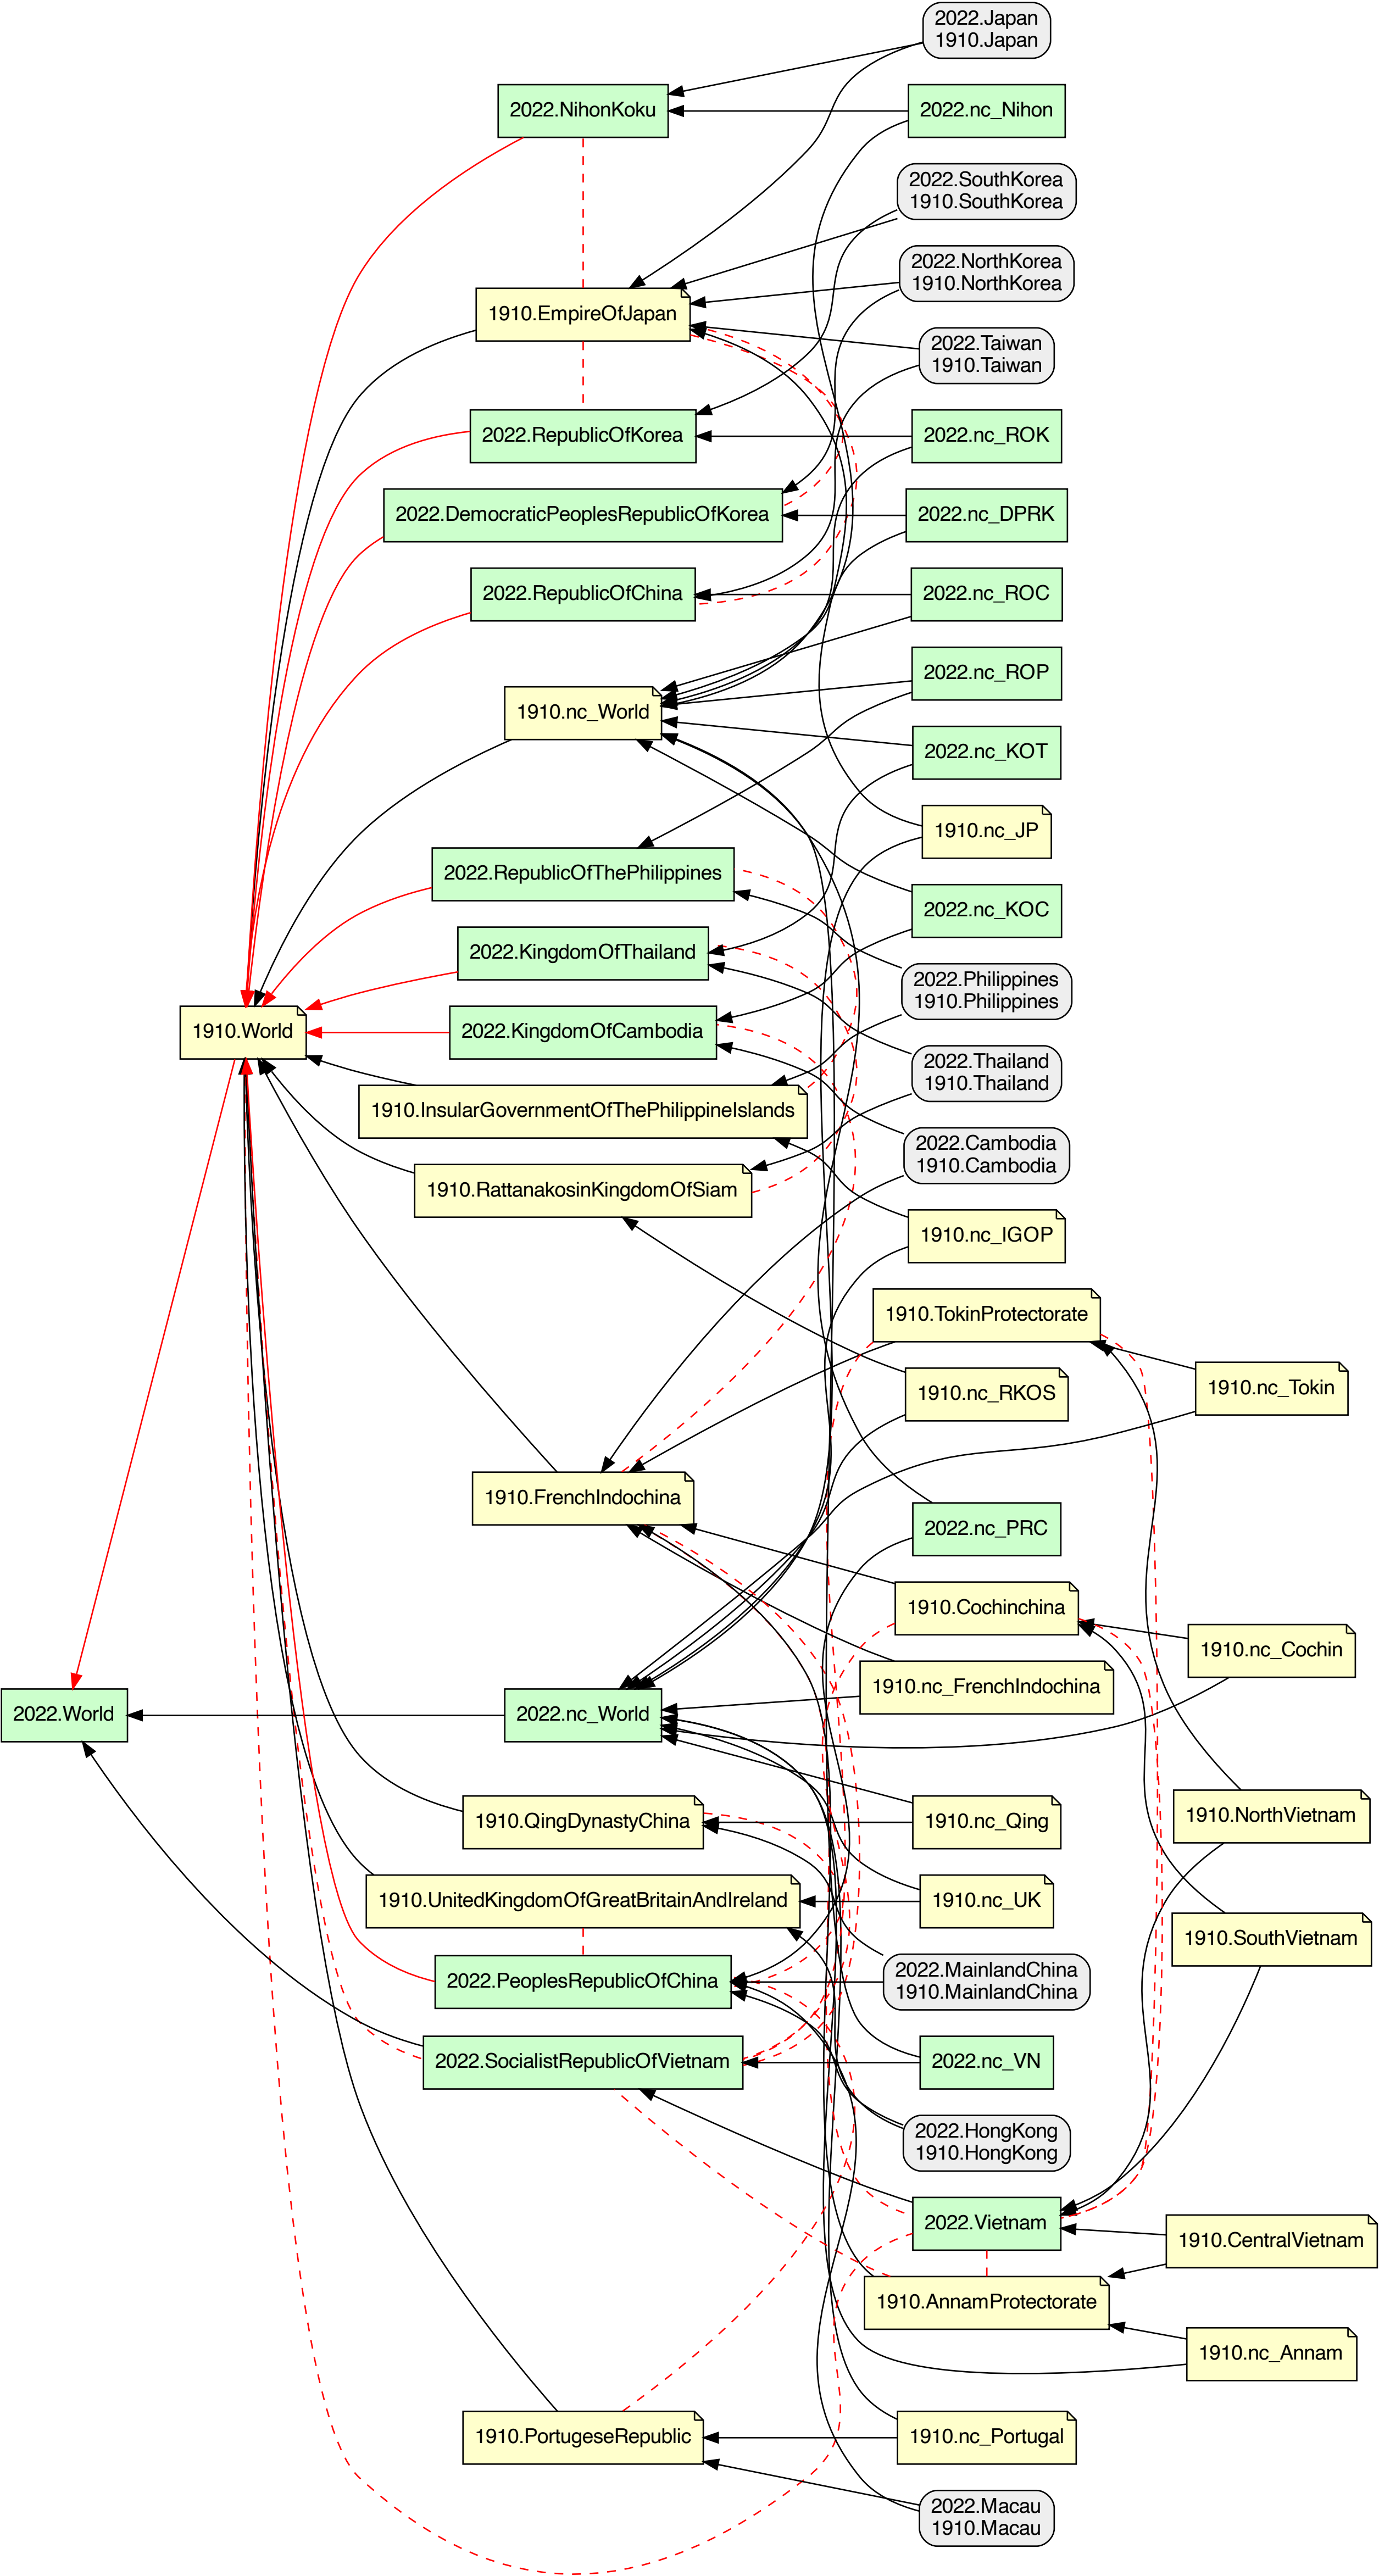 2022.Japan
1910.Japan
2022.NihonKoku
2022.nc_Nihon
2022.SouthKorea
1910.SouthKorea
2022.NorthKorea
1910.NorthKorea
1910.EmpireOfJapan
2022.Taiwan
1910.Taiwan
2022.RepublicOfKorea
2022.nc_ROK
2022.DemocraticPeoplesRepublicOfKorea
2022.nc_DPRK
2022.RepublicOfChina
2022.nc_ROC
2022.nc_ROP
1910.nc_World
2022.nc_KOT
1910.nc_JP
2022.RepublicOfThePhilippines
2022.nc_KOC
2022.KingdomOfThailand
2022.Philippines
1910.Philippines
1910.World
2022.KingdomOfCambodia
2022.Thailand
1910.Thailand
1910.InsularGovernmentOfThePhilippineIslands
2022.Cambodia
1910.Cambodia
1910.RattanakosinKingdomOfSiam
1910.nc_IGOP
1910.TokinProtectorate
1910.nc_RKOS
1910.nc_Tokin
1910.FrenchIndochina
2022.nc_PRC
1910.Cochinchina
1910.nc_Cochin
1910.nc_FrenchIndochina
2022.World
2022.nc_World
1910.QingDynastyChina
1910.nc_Qing
1910.NorthVietnam
1910.UnitedKingdomOfGreatBritainAndIreland
1910.nc_UK
1910.SouthVietnam
2022.PeoplesRepublicOfChina
2022.MainlandChina
1910.MainlandChina
2022.SocialistRepublicOfVietnam
2022.nc_VN
2022.HongKong
1910.HongKong
2022.Vietnam
1910.CentralVietnam
1910.AnnamProtectorate
1910.nc_Annam
1910.PortugeseRepublic
1910.nc_Portugal
2022.Macau
1910.Macau